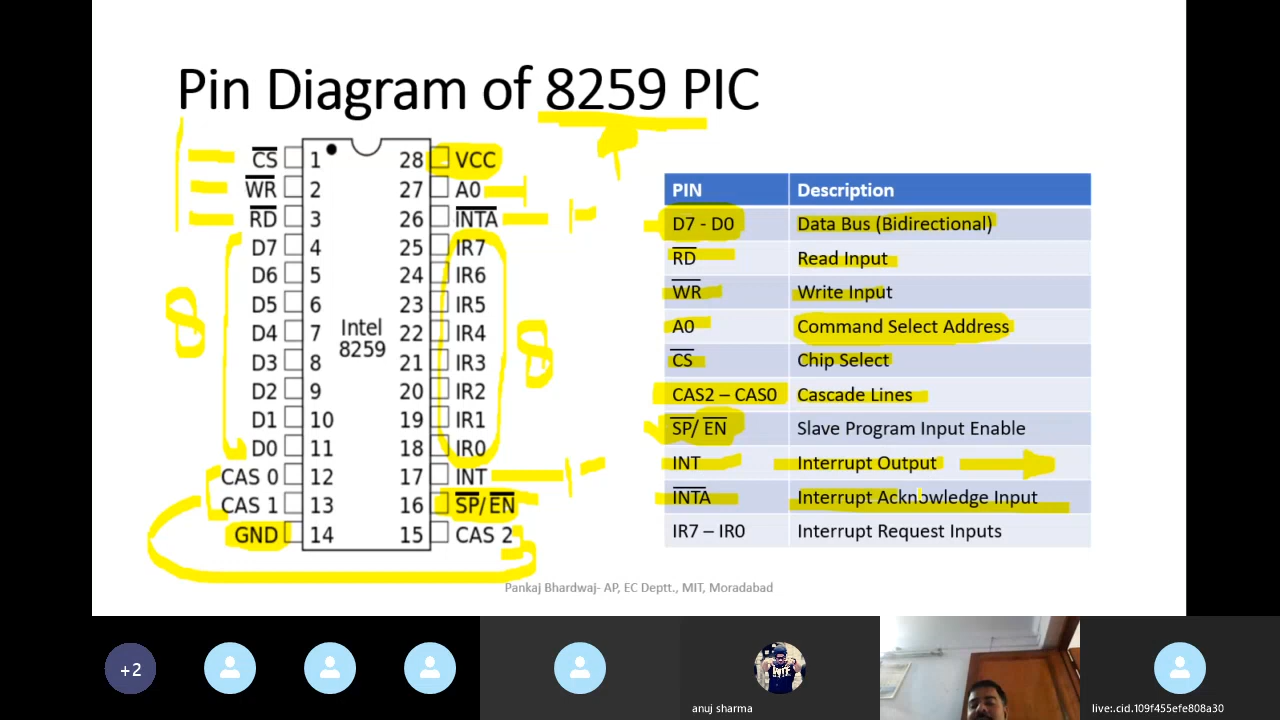 Pin Diagram of 8259 PIC
CS 1 28 VCC
WR 2 27 A0
RD 3 26 INTA
D7 4 25 IR7
D6 5 24 IR6
D5 6 23 IR5
D4 7 22 IR4
D3 8 21 IR3
D2 9 20 IR2
D1 10 19 IR1
D0 11 18 IR0
CAS 0 12 17 INT
CAS 1 13 16 SP/EN
GND 14 15 CAS 2
Intel
8259
8
8
PIN Description
D7 - D0 Data Bus (Bidirectional)
RD Read Input
WR Write Input
A0 Command Select Address
CS Chip Select
CAS2 – CAS0 Cascade Lines
SP/ EN Slave Program Input Enable
INT Interrupt Output
INTA Interrupt Acknowledge Input
IR7 – IR0 Interrupt Request Inputs
Pankaj Bhardwaj- AP, EC Deptt., MIT, Moradabad
+2
anuj sharma
live:.cid.109f455efe808a30